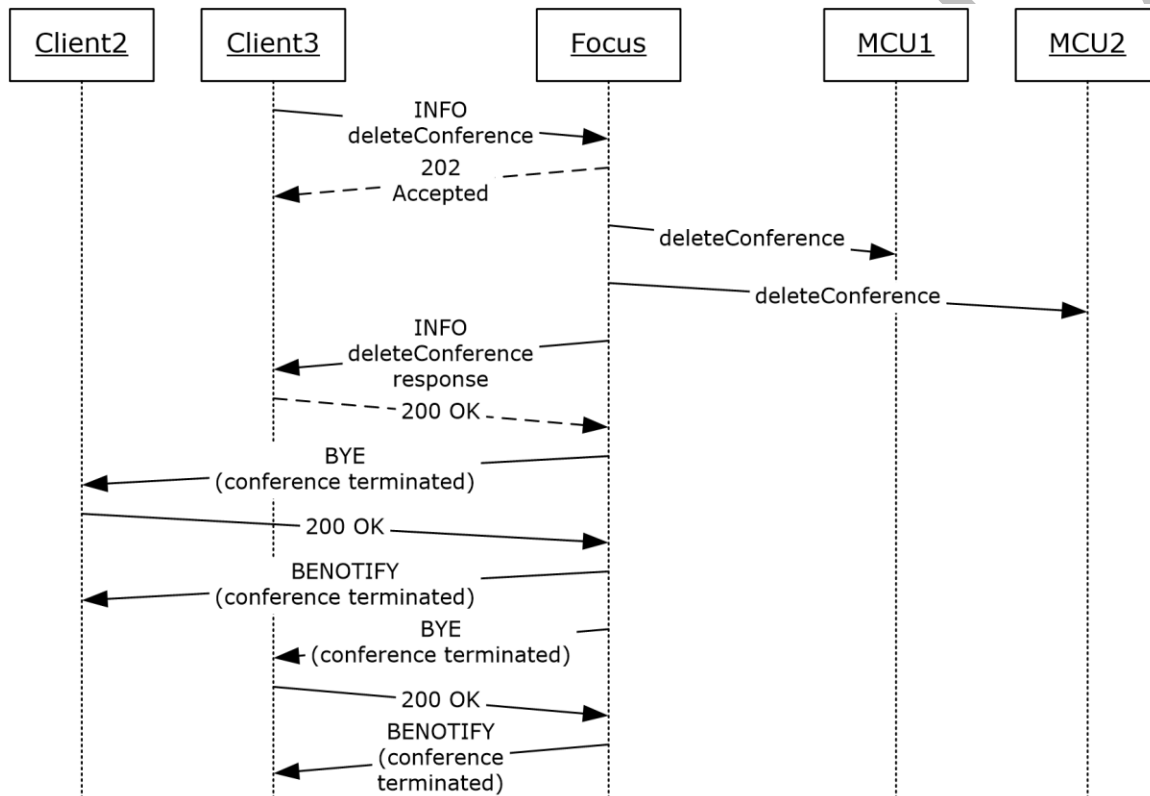 Client2
Client3
Focus
MCU1
MCU2
INFO
deleteConference
202
Accepted
deleteConference
deleteConference
INFO
deleteConference
response
200 OK
BYE
(conference terminated)
200 OK
BENOTIFY
(conference terminated)
BYE
(conference terminated)
200 OK
BENOTIFY
(conference
terminated)